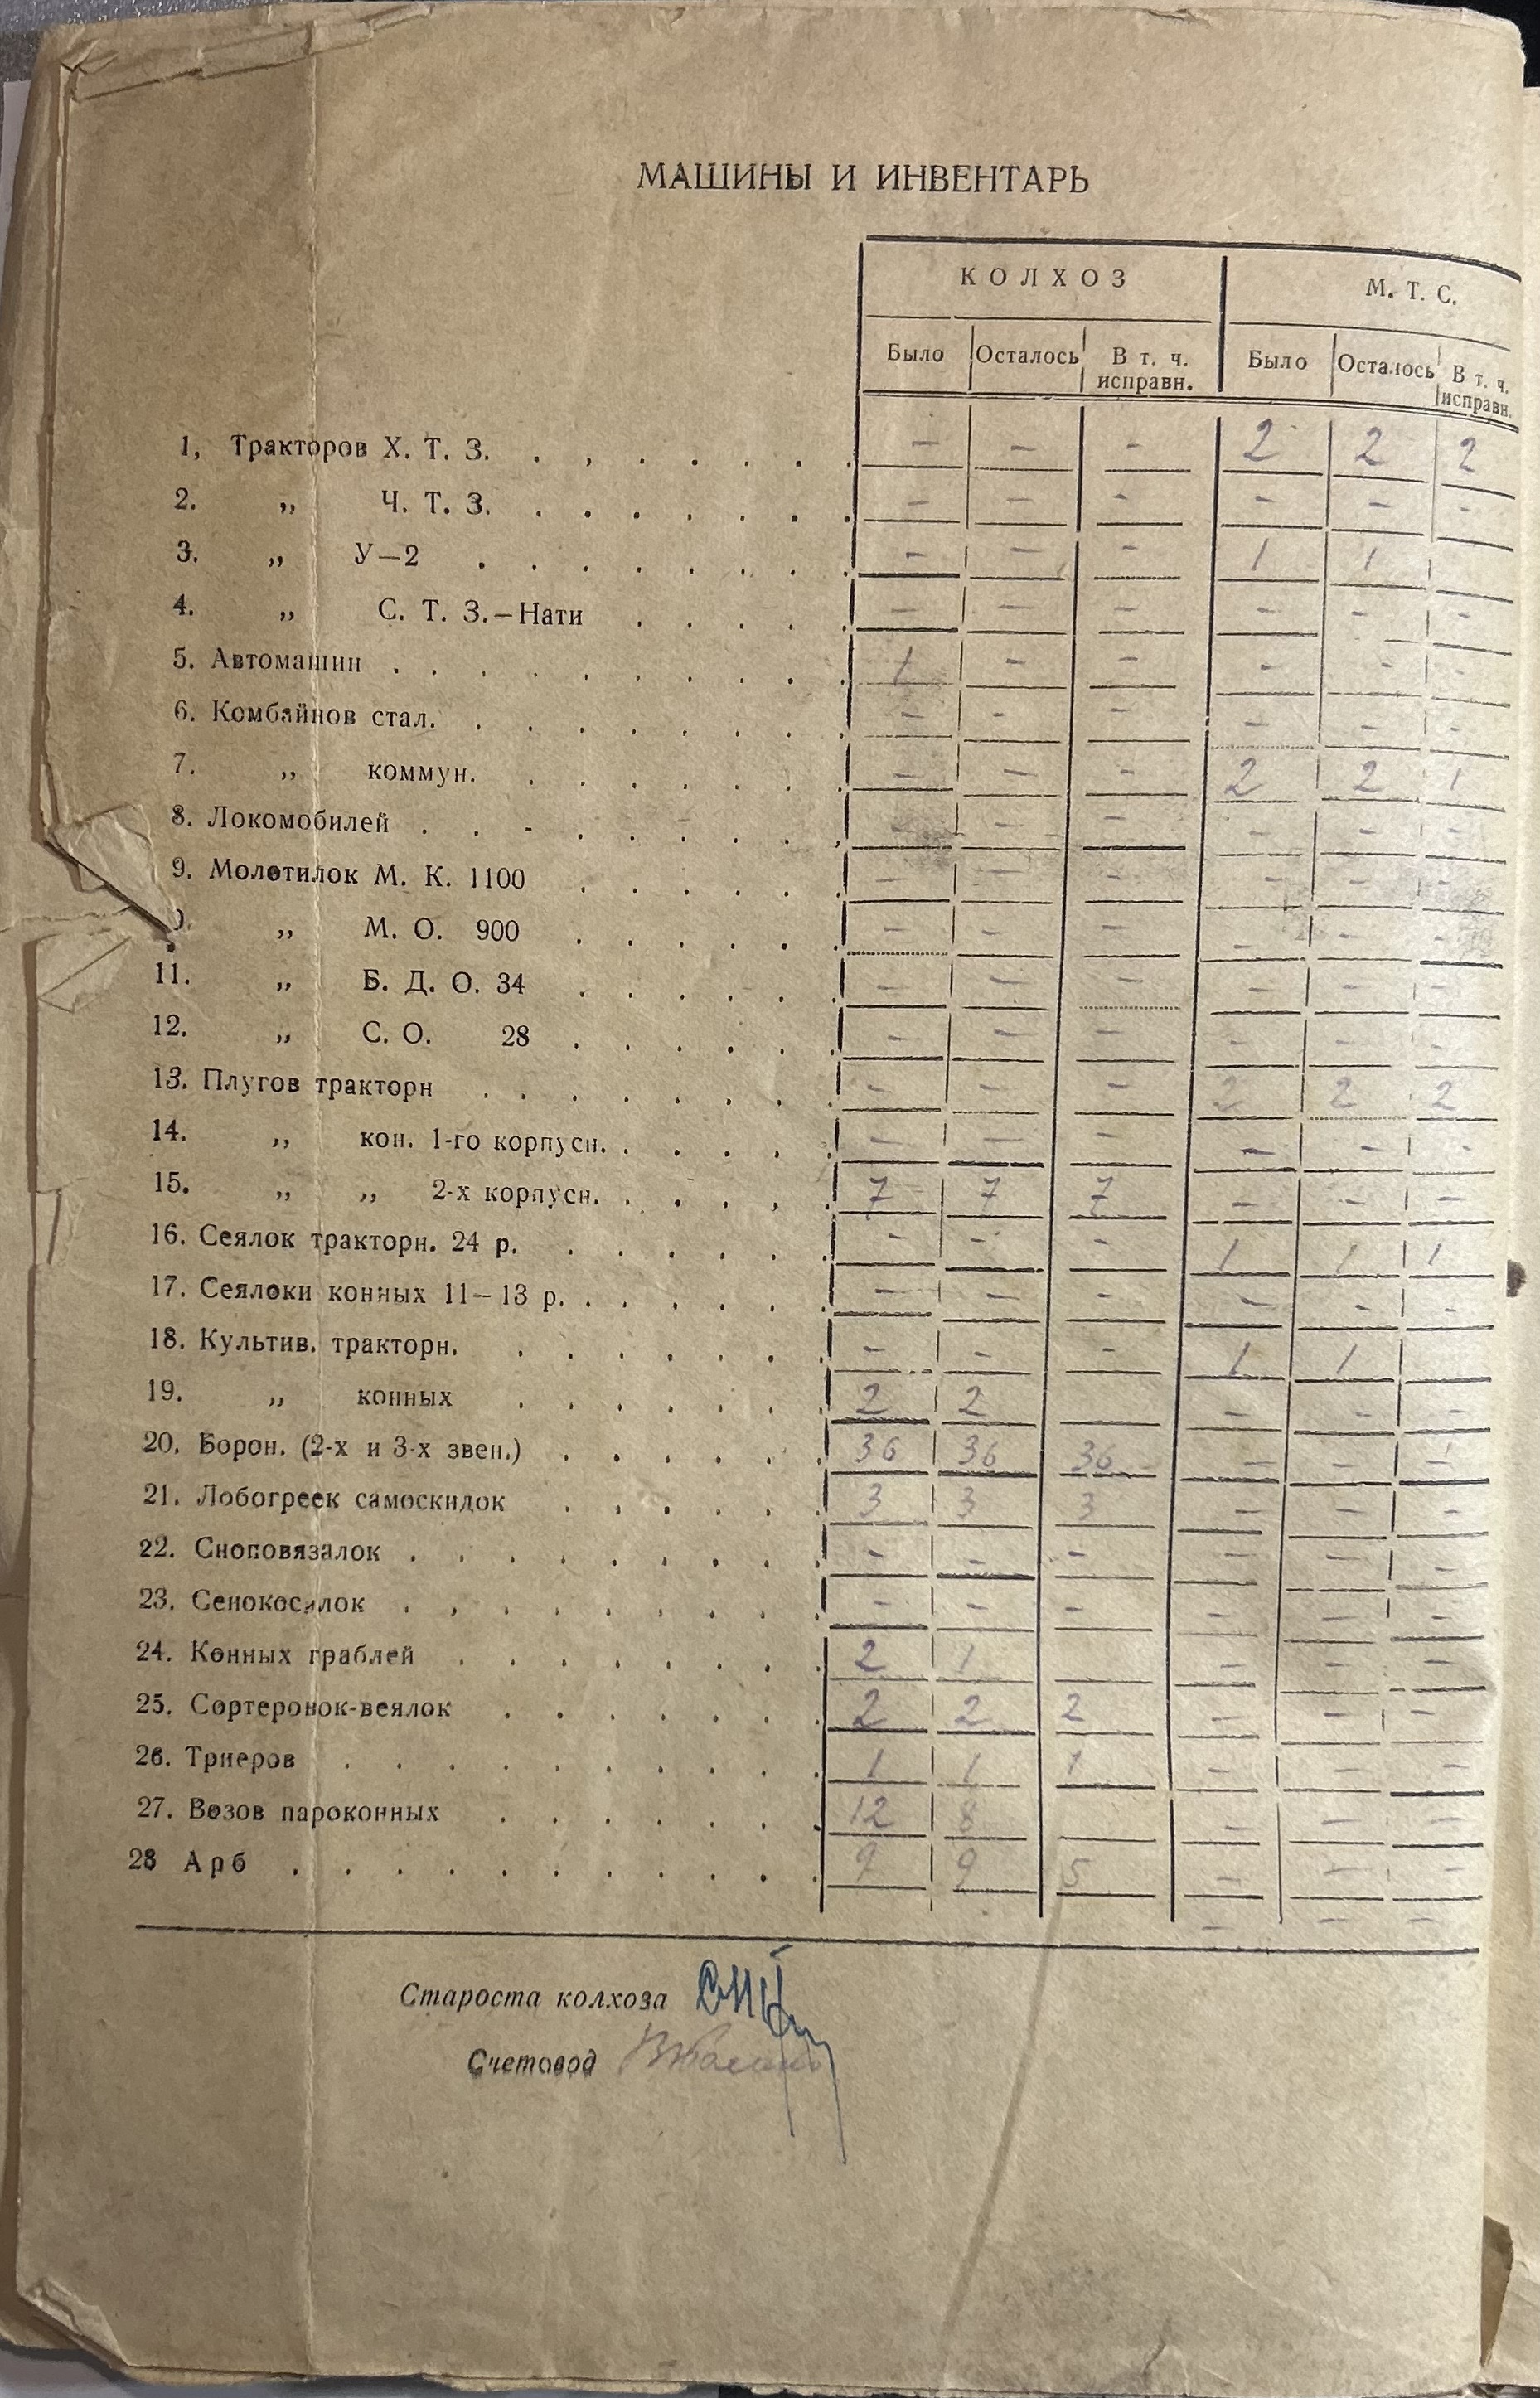 МАШИНЫ И ИНВЕНТАРЬ
КОЛХОЗ М. Т. С.
Было Осталось В т. ч. исправн. Было Осталось В т. ч. исправн.
1, Тракторов Х. Т. З. . , . . . . . — — — 2 2 2
2. „ Ч. Т. З. . . . . . . . — — - — — -
3. „ У—2 . . . . . . . . — — — 1 1
4. „ С. Т. З.—Нати . . . . . — — — — — —
5. Автомашин . . . . . . . . . . 1 — — — — —
6. Комбайнов стал. . . . . . . . . — - — — — —
7. „ коммун. . . . . . . . — — — 2 2 1
8. Локомобилей . . - . . . . . . — — — — — —
9. Молотилок М. К. 1100 . . . . . . — — — — — —
0. „ М. О. 900 . . . . . . — — — — — -
11. „ Б. Д. О. 34 . . . . . . — — — — — —
12. „ С. О. 28 . . . . . . — — — — — —
13. Плугов тракторн . . . . . . . . - — — 2 2 2
14. „ кон. 1-го корпусн. . . . . . — — — — — -
15. „ „ 2-х корпусн. . . . . . 7 7 7 — — —
16. Сеялок тракторн. 24 р. . . . . . . — — — 1 1 1
17. Сеялоки конных 11—13 р. . . . . . . — — — — — —
18. Культив. тракторн. . . . . . . . — — — 1 1
19. „ конных . . . . . . . 2 2 — — —
20. Борон. (2-х и 3-х звен.) . . . . . . 36 36 36 — — —
21. Лобогреек самоскидок . . . . . . 3 3 3 — — —
22. Сноповязалок . . . . . . . . . — — — — — —
23. Сенокосилок . , . . . . . . . — — — — — —
24. Конных граблей . . . . . . . . 2 1 — — —
25. Сортеронок-веялок . . . . . . . 2 2 2 — — —
26. Триеров . . . . . . . . . . 1 1 1 — — —
27. Возов пароконных . . . . . . . 12 8 — — —
28 Арб . . . . . . . . . . . 9 9 5 — — —
— — —
Староста колхоза
Счетовод